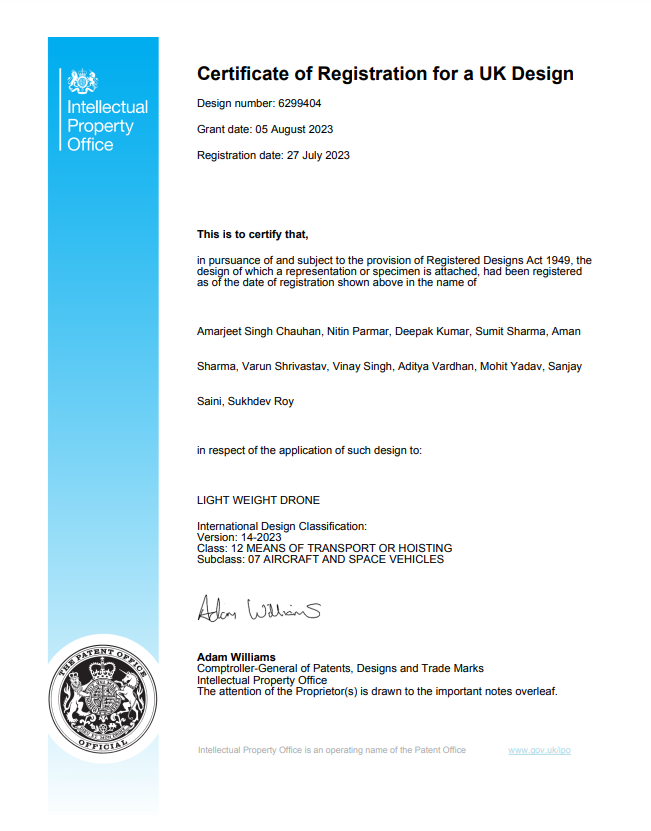 Intellectual
Property
Office
Certificate of Registration for a UK Design
Design number: 6299404
Grant date: 05 August 2023
Registration date: 27 July 2023
This is to certify that,
in pursuance of and subject to the provision of Registered Designs Act 1949, the
design of which a representation or specimen is attached, had been registered
as of the date of registration shown above in the name of
Amarjeet Singh Chauhan, Nitin Parmar, Deepak Kumar, Sumit Sharma, Aman
Sharma, Varun Shrivastav, Vinay Singh, Aditya Vardhan, Mohit Yadav, Sanjay
Saini, Sukhdev Roy
in respect of the application of such design to:
LIGHT WEIGHT DRONE
International Design Classification:
Version: 14-2023
Class: 12 MEANS OF TRANSPORT OR HOISTING
Subclass: 07 AIRCRAFT AND SPACE VEHICLES
Adam Williams
Adam Williams
Comptroller-General of Patents, Designs and Trade Marks
Intellectual Property Office
The attention of the Proprietor(s) is drawn to the important notes overleaf.
THE PATENT OFFICE
OFFICIAL
Intellectual Property Office is an operating name of the Patent Office
www.gov.uk/ipo